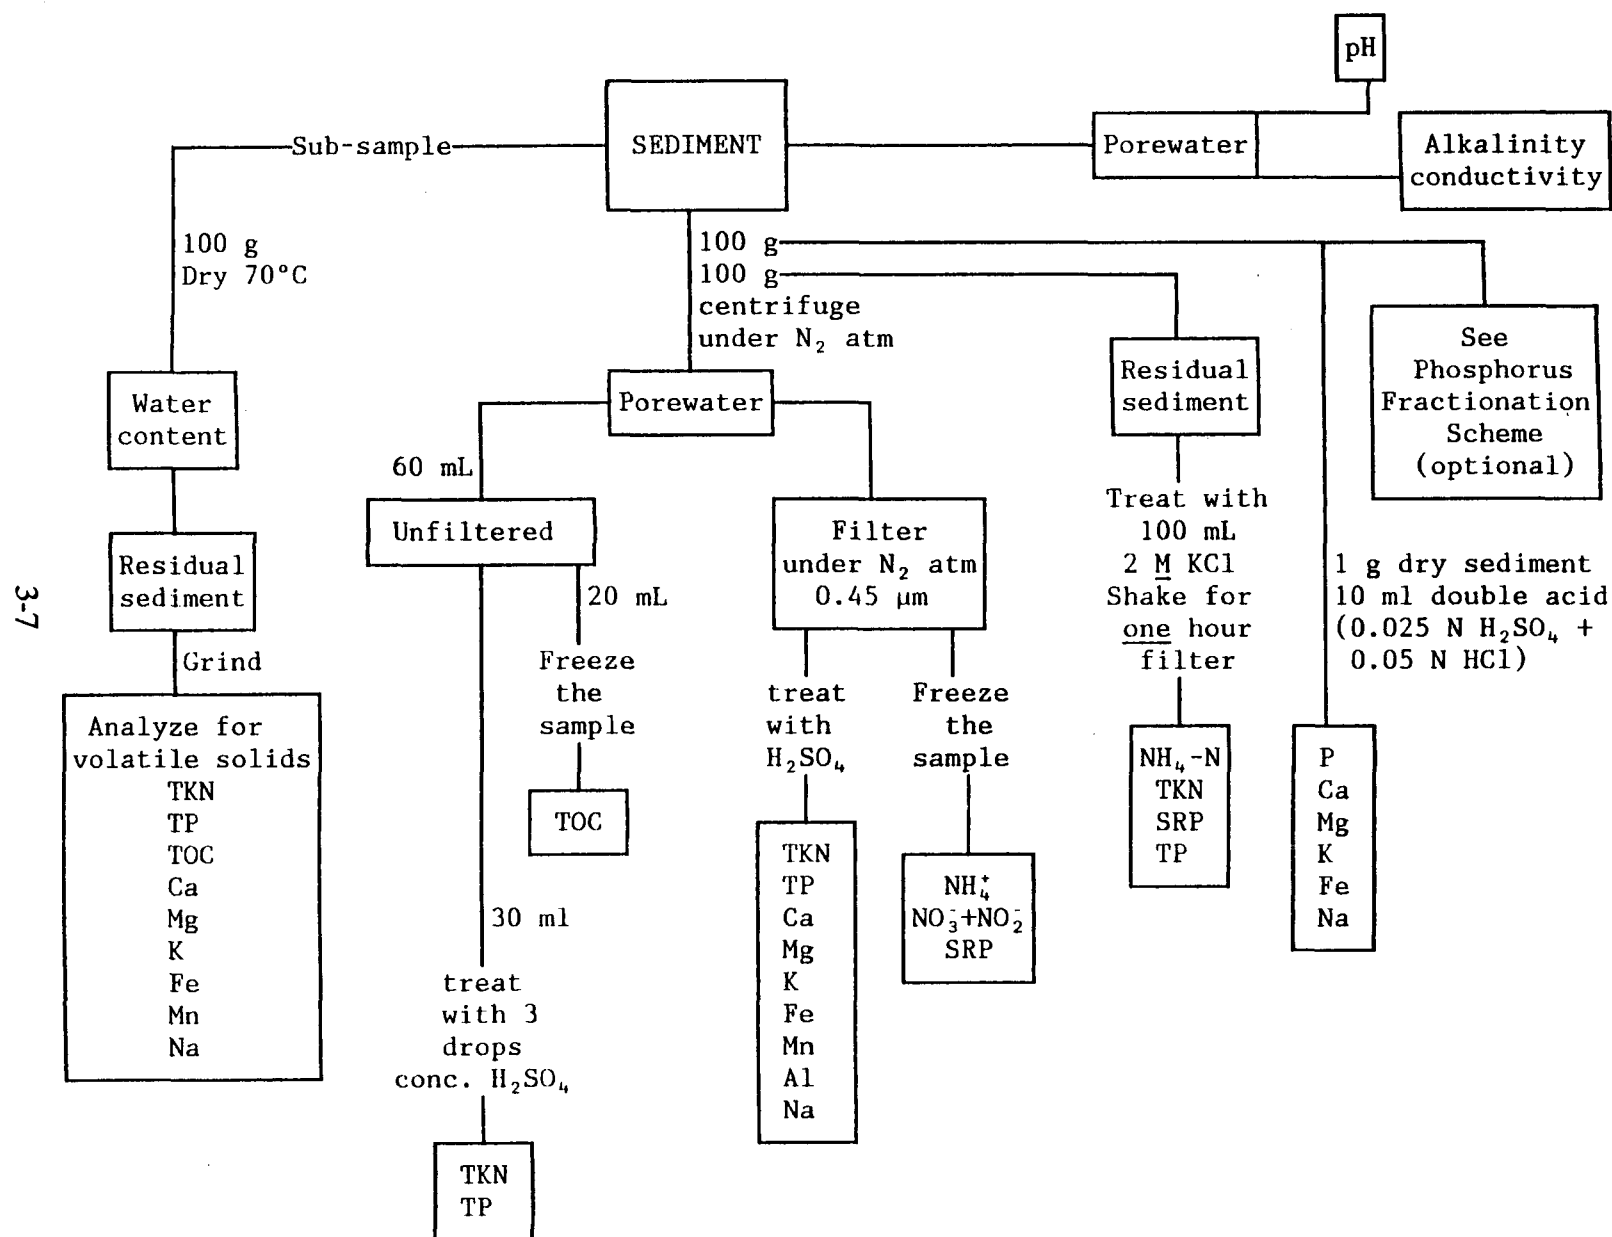 pH
Sub-sample
SEDIMENT
Porewater
Alkalinity
conductivity
100 g
Dry 70°C
100 g
100 g
centrifuge
under N₂ atm
Water
content
Porewater
Residual
sediment
See
Phosphorus
Fractionation
Scheme
(optional)
60 mL
Unfiltered
Filter
under N₂ atm
0.45 µm
Treat with
100 mL
2 M KCl
Shake for
one hour
filter
1 g dry sediment
10 ml double acid
(0.025 N H₂SO₄ +
0.05 N HCl)
Residual
sediment
Grind
20 mL
Freeze
the
sample
treat
with
H₂SO₄
Freeze
the
sample
Analyze for
volatile solids
TKN
TP
TOC
Ca
Mg
K
Fe
Mn
Na
TOC
30 ml
treat
with 3
drops
conc. H₂SO₄
TKN
TP
TKN
TP
Ca
Mg
K
Fe
Mn
Al
Na
NH₄⁺
NO₃⁻+NO₂⁻
SRP
NH₄-N
TKN
SRP
TP
P
Ca
Mg
K
Fe
Na
3-7